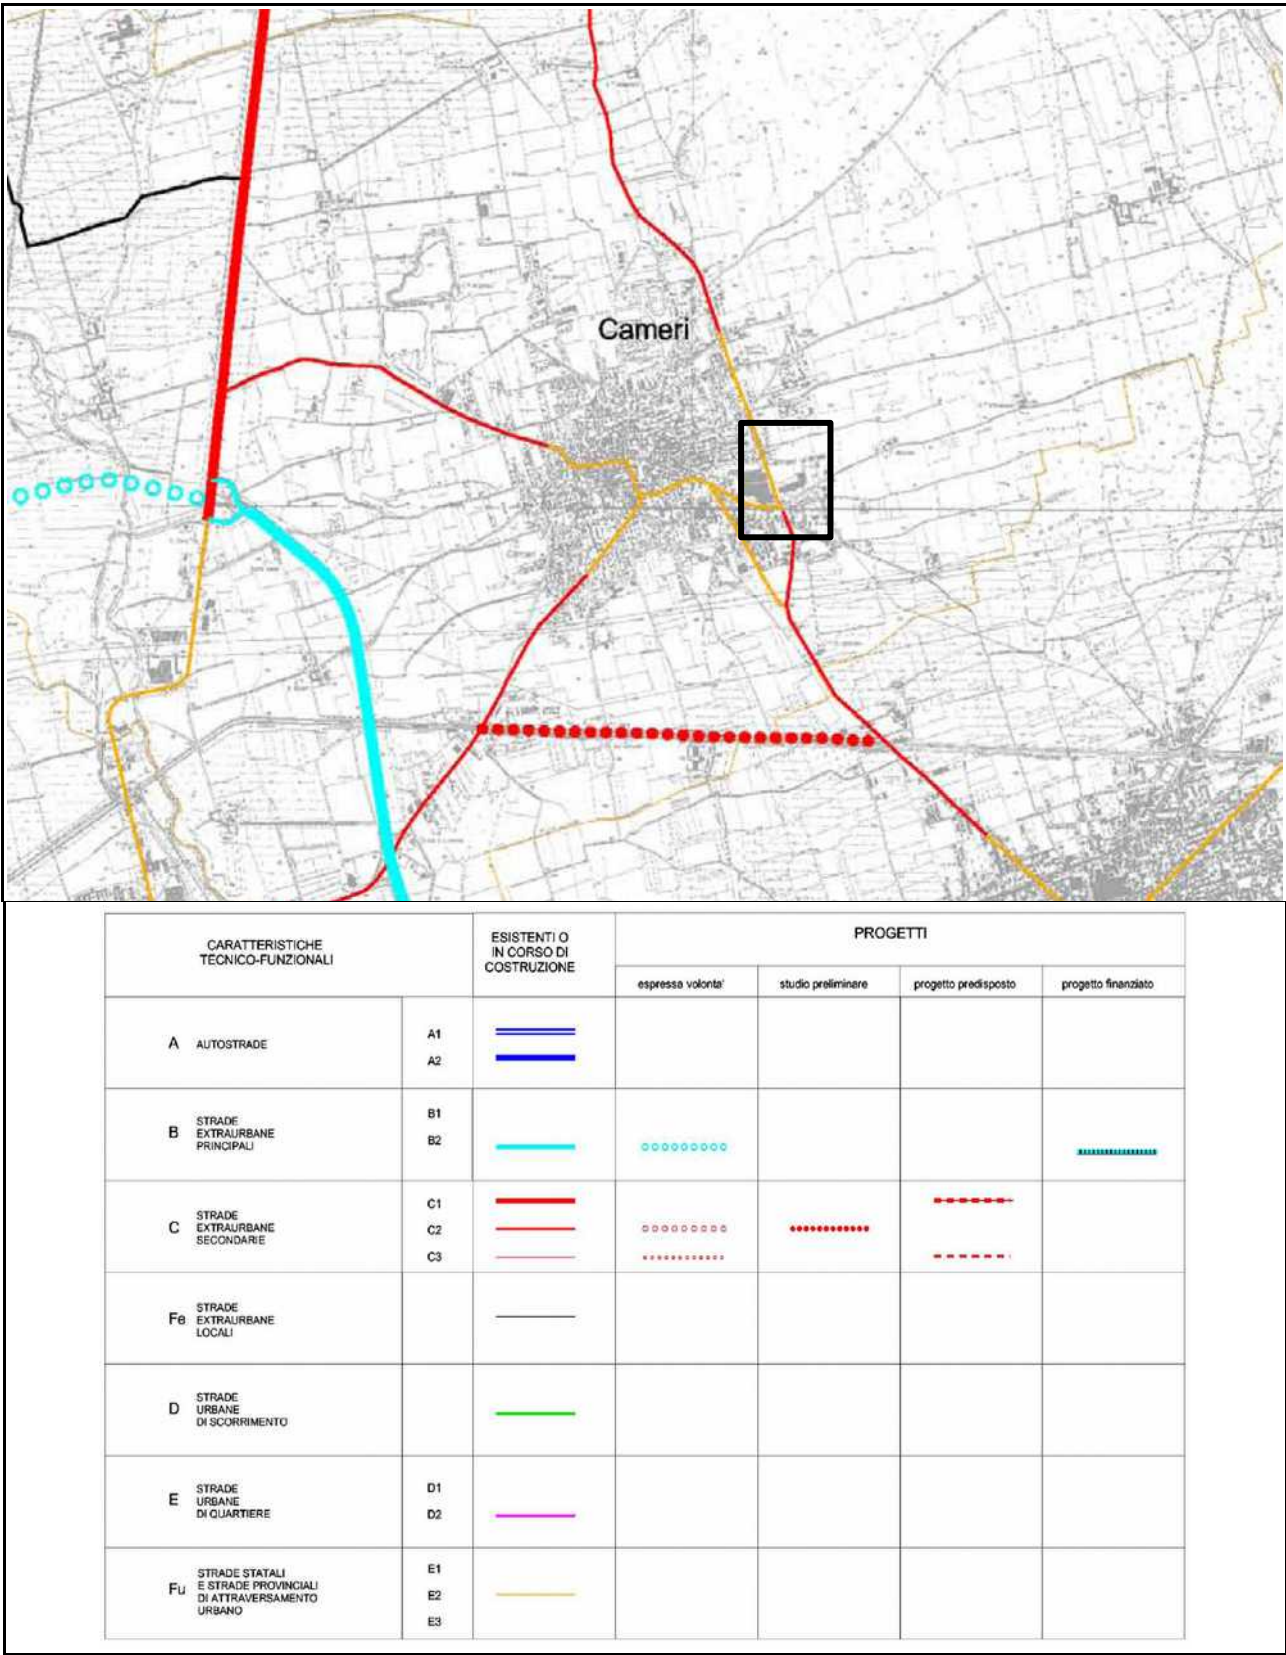 Cameri
CARATTERISTICHE
TECNICO-FUNZIONALI
ESISTENTI O
IN CORSO DI
COSTRUZIONE
PROGETTI
espressa volonta'
studio preliminare
progetto predisposto
progetto finanziato
A AUTOSTRADE
A1
A2
B STRADE
EXTRAURBANE
PRINCIPALI
B1
B2
C STRADE
EXTRAURBANE
SECONDARIE
C1
C2
C3
Fe STRADE
EXTRAURBANE
LOCALI
D STRADE
URBANE
DI SCORRIMENTO
E STRADE
URBANE
DI QUARTIERE
D1
D2
Fu STRADE STATALI
E STRADE PROVINCIALI
DI ATTRAVERSAMENTO
URBANO
E1
E2
E3